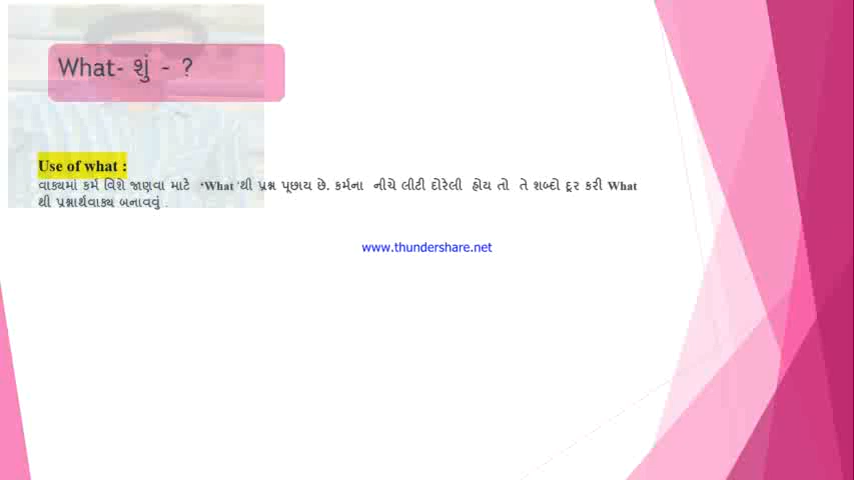 What- શું - ?
Use of what :
વાક્યમાં કર્મ વિશે જાણવા માટે ‘What ’થી પ્રશ્ન પૂછાય છે. કર્મના નીચે લીટી દોરેલી હોય તો તે શબ્દો દૂર કરી What
થી પ્રશ્નાર્થવાક્ય બનાવવું .
www.thundershare.net